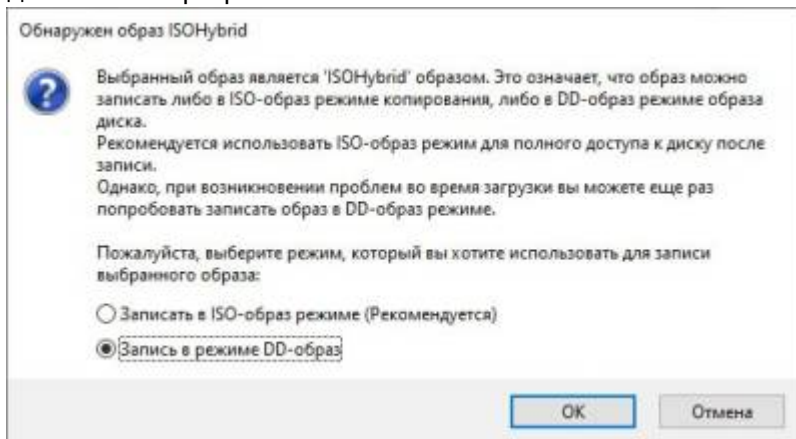 Обнаружен образ ISOHybrid
Выбранный образ является 'ISOHybrid' образом. Это означает, что образ можно
записать либо в ISO-образ режиме копирования, либо в DD-образ режиме образа
диска.
Рекомендуется использовать ISO-образ режим для полного доступа к диску после
записи.
Однако, при возникновении проблем во время загрузки вы можете еще раз
попробовать записать образ в DD-образ режиме.
Пожалуйста, выберите режим, который вы хотите использовать для записи
выбранного образа:
Записать в ISO-образ режиме (Рекомендуется)
Запись в режиме DD-образ
OK Отмена